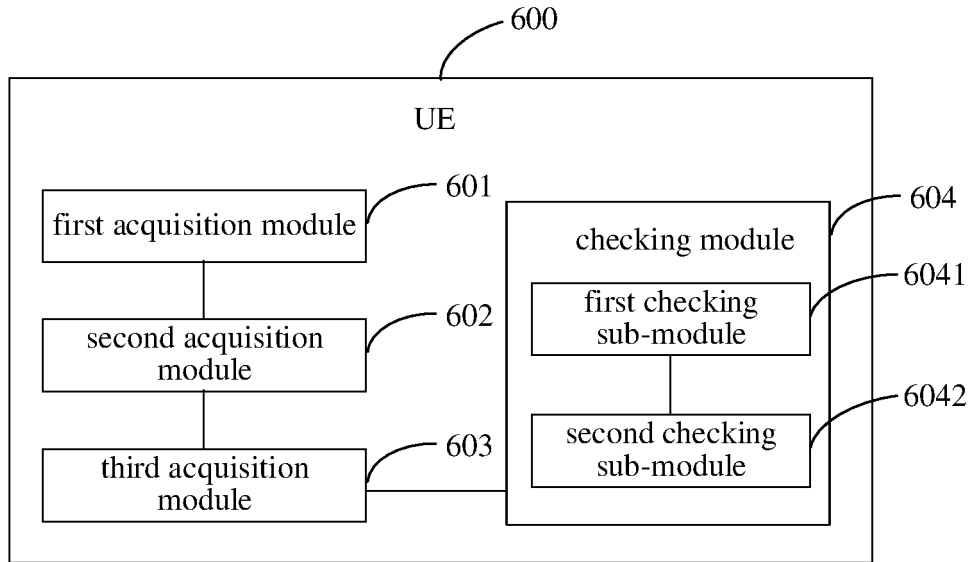 600
UE
601
first acquisition module
604
checking module
6041
first checking
sub-module
602
second acquisition
module
6042
second checking
sub-module
603
third acquisition
module